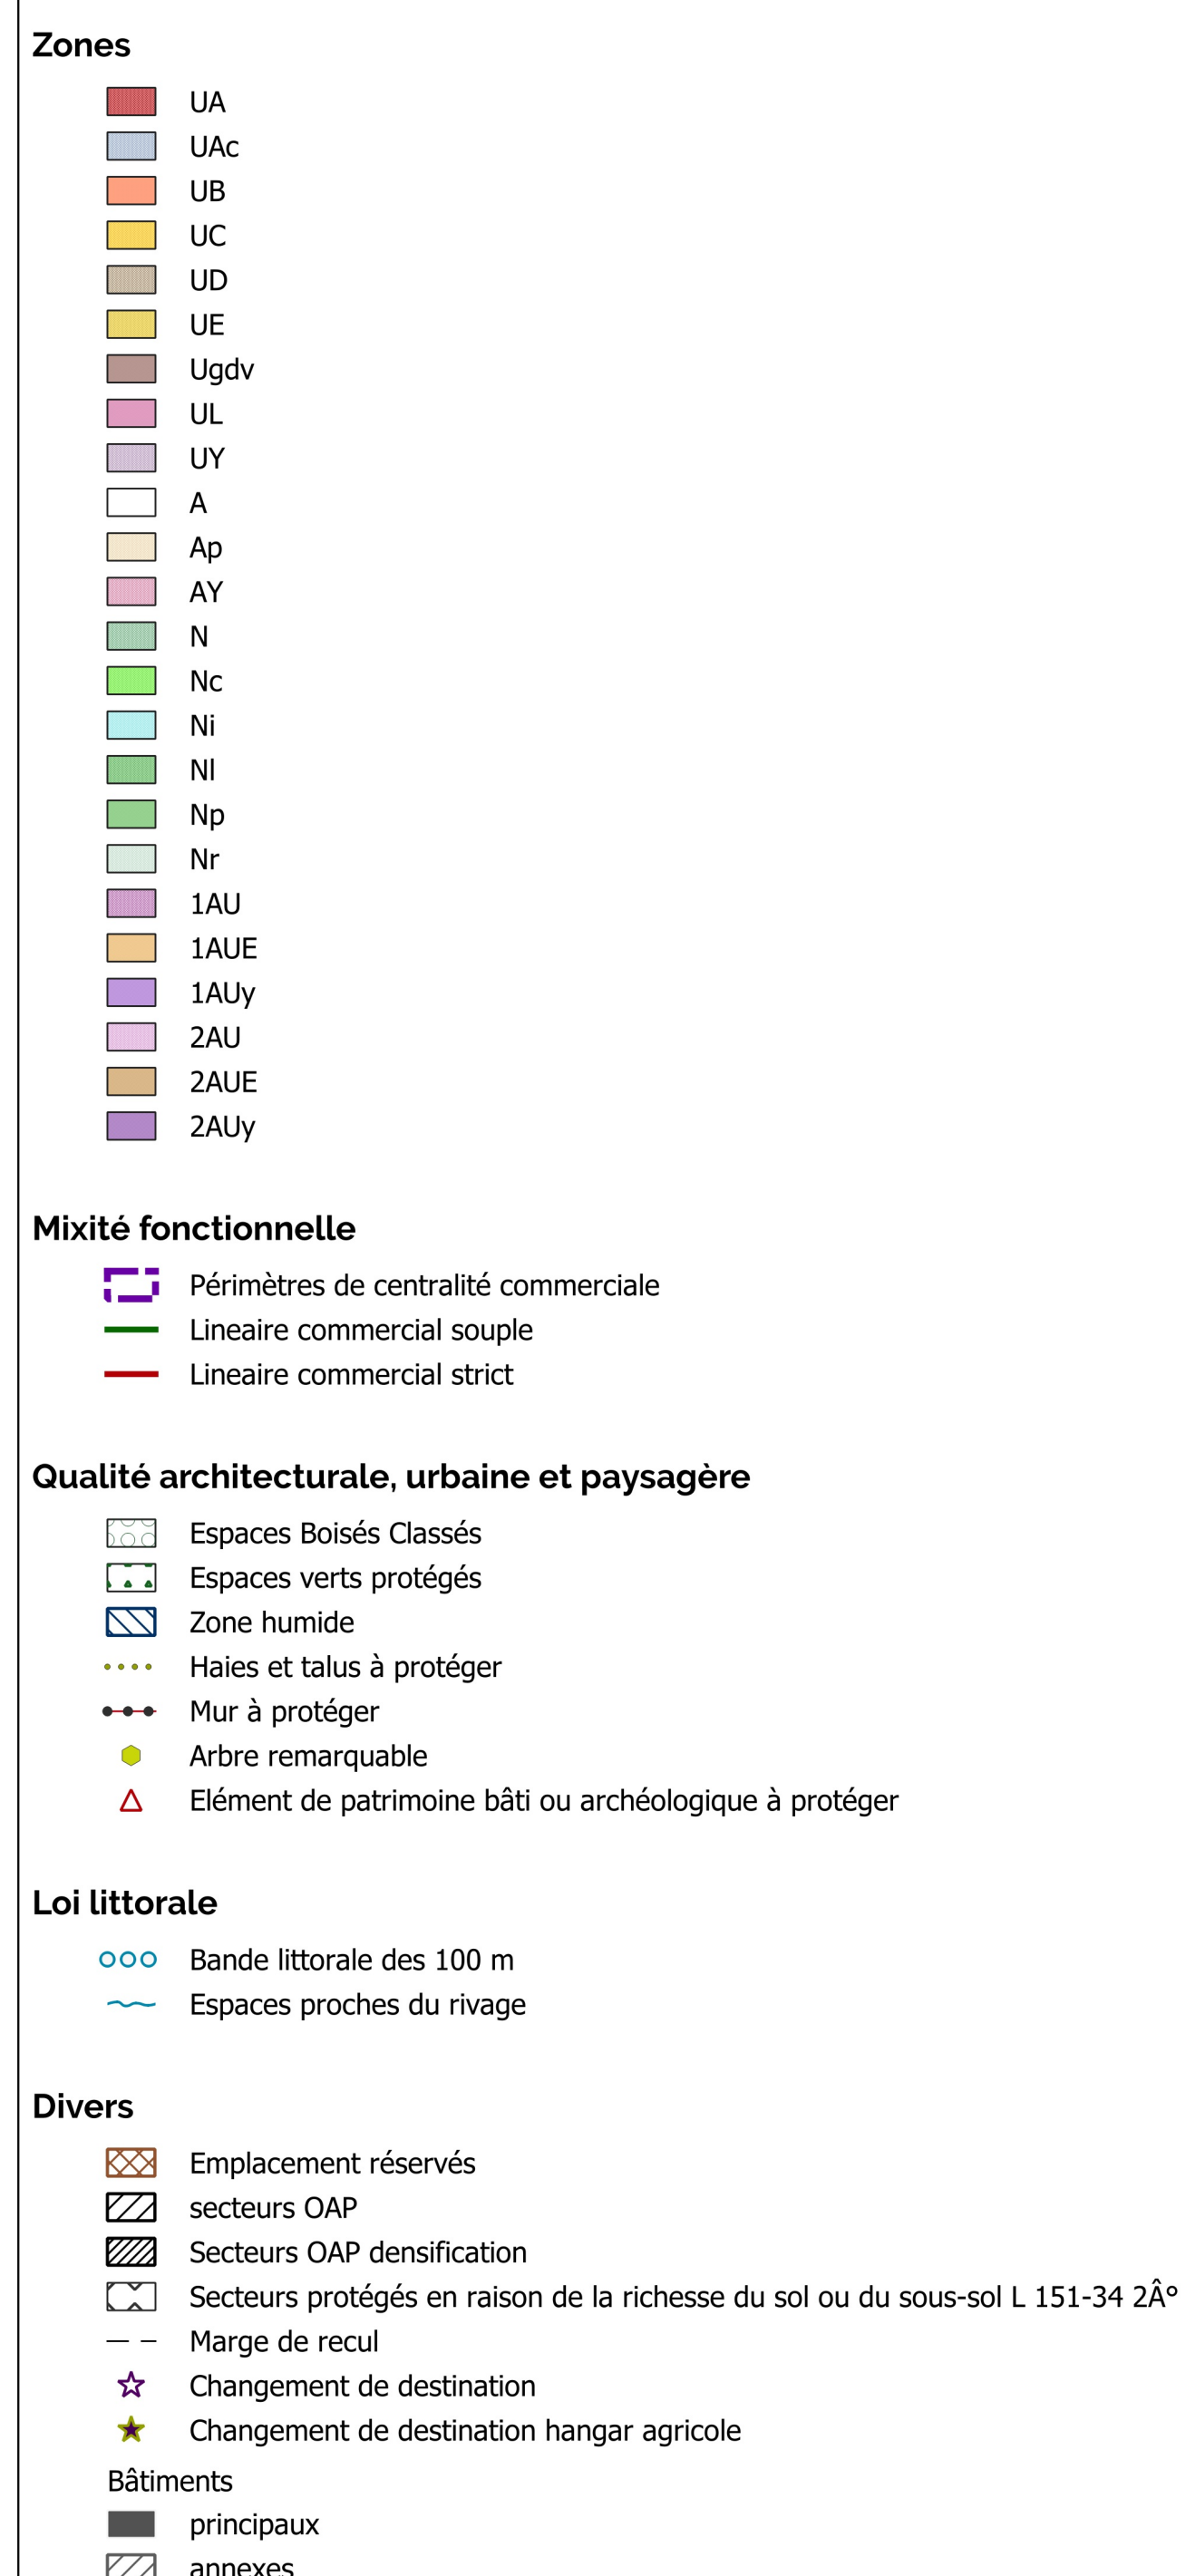 Zones
UA
UAc
UB
UC
UD
UE
Ugdv
UL
UY
A
Ap
AY
N
Nc
Ni
Nl
Np
Nr
1AU
1AUE
1AUy
2AU
2AUE
2AUy
Mixité fonctionnelle
Périmètres de centralité commerciale
Lineaire commercial souple
Lineaire commercial strict
Qualité architecturale, urbaine et paysagère
Espaces Boisés Classés
Espaces verts protégés
Zone humide
Haies et talus à protéger
Mur à protéger
Arbre remarquable
Elément de patrimoine bâti ou archéologique à protéger
Loi littorale
Bande littorale des 100 m
Espaces proches du rivage
Divers
Emplacement réservés
secteurs OAP
Secteurs OAP densification
Secteurs protégés en raison de la richesse du sol ou du sous-sol L 151-34 2Â°
Marge de recul
Changement de destination
Changement de destination hangar agricole
Bâtiments
principaux
annexes